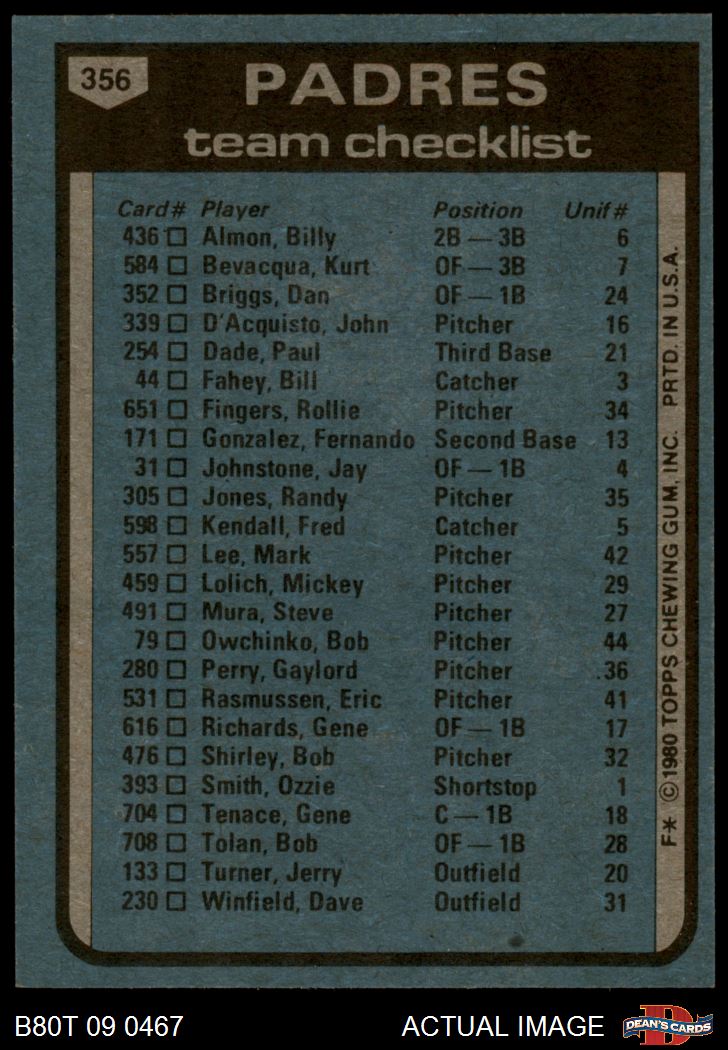 356
PADRES
team checklist
Card# Player Position Unif#
436 Almon, Billy 2B — 3B 6
584 Bevacqua, Kurt OF — 3B 7
352 Briggs, Dan OF — 1B 24
339 D'Acquisto, John Pitcher 16
254 Dade, Paul Third Base 21
44 Fahey, Bill Catcher 3
651 Fingers, Rollie Pitcher 34
171 Gonzalez, Fernando Second Base 13
31 Johnstone, Jay OF — 1B 4
305 Jones, Randy Pitcher 35
598 Kendall, Fred Catcher 5
557 Lee, Mark Pitcher 42
459 Lolich, Mickey Pitcher 29
491 Mura, Steve Pitcher 27
79 Owchinko, Bob Pitcher 44
280 Perry, Gaylord Pitcher 36
531 Rasmussen, Eric Pitcher 41
616 Richards, Gene OF — 1B 17
476 Shirley, Bob Pitcher 32
393 Smith, Ozzie Shortstop 1
704 Tenace, Gene C — 1B 18
708 Tolan, Bob OF — 1B 28
133 Turner, Jerry Outfield 20
230 Winfield, Dave Outfield 31
F* ©1980 TOPPS CHEWING GUM, INC. PRTD. IN U.S.A.
B80T 09 0467
ACTUAL IMAGE
D
DEAN'S CARDS